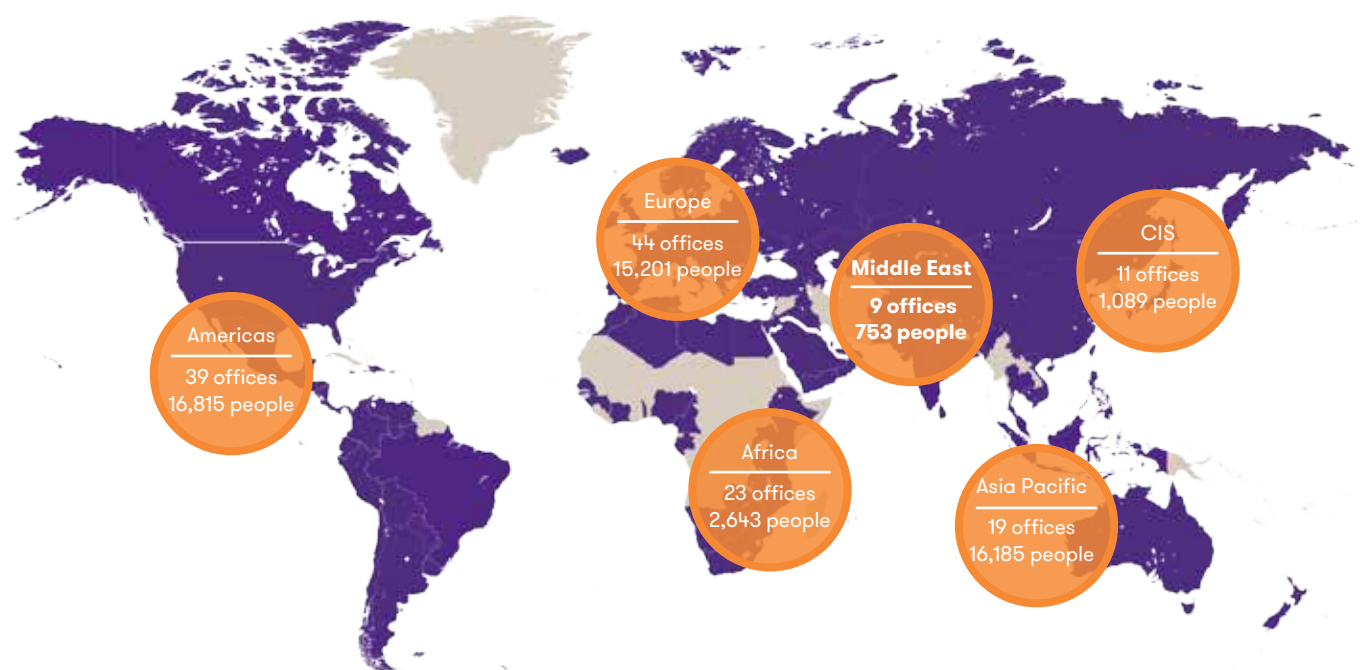 Europe
44 offices
15,201 people
CIS
11 offices
1,089 people
Middle East
9 offices
753 people
Americas
39 offices
16,815 people
Africa
23 offices
2,643 people
Asia Pacific
19 offices
16,185 people